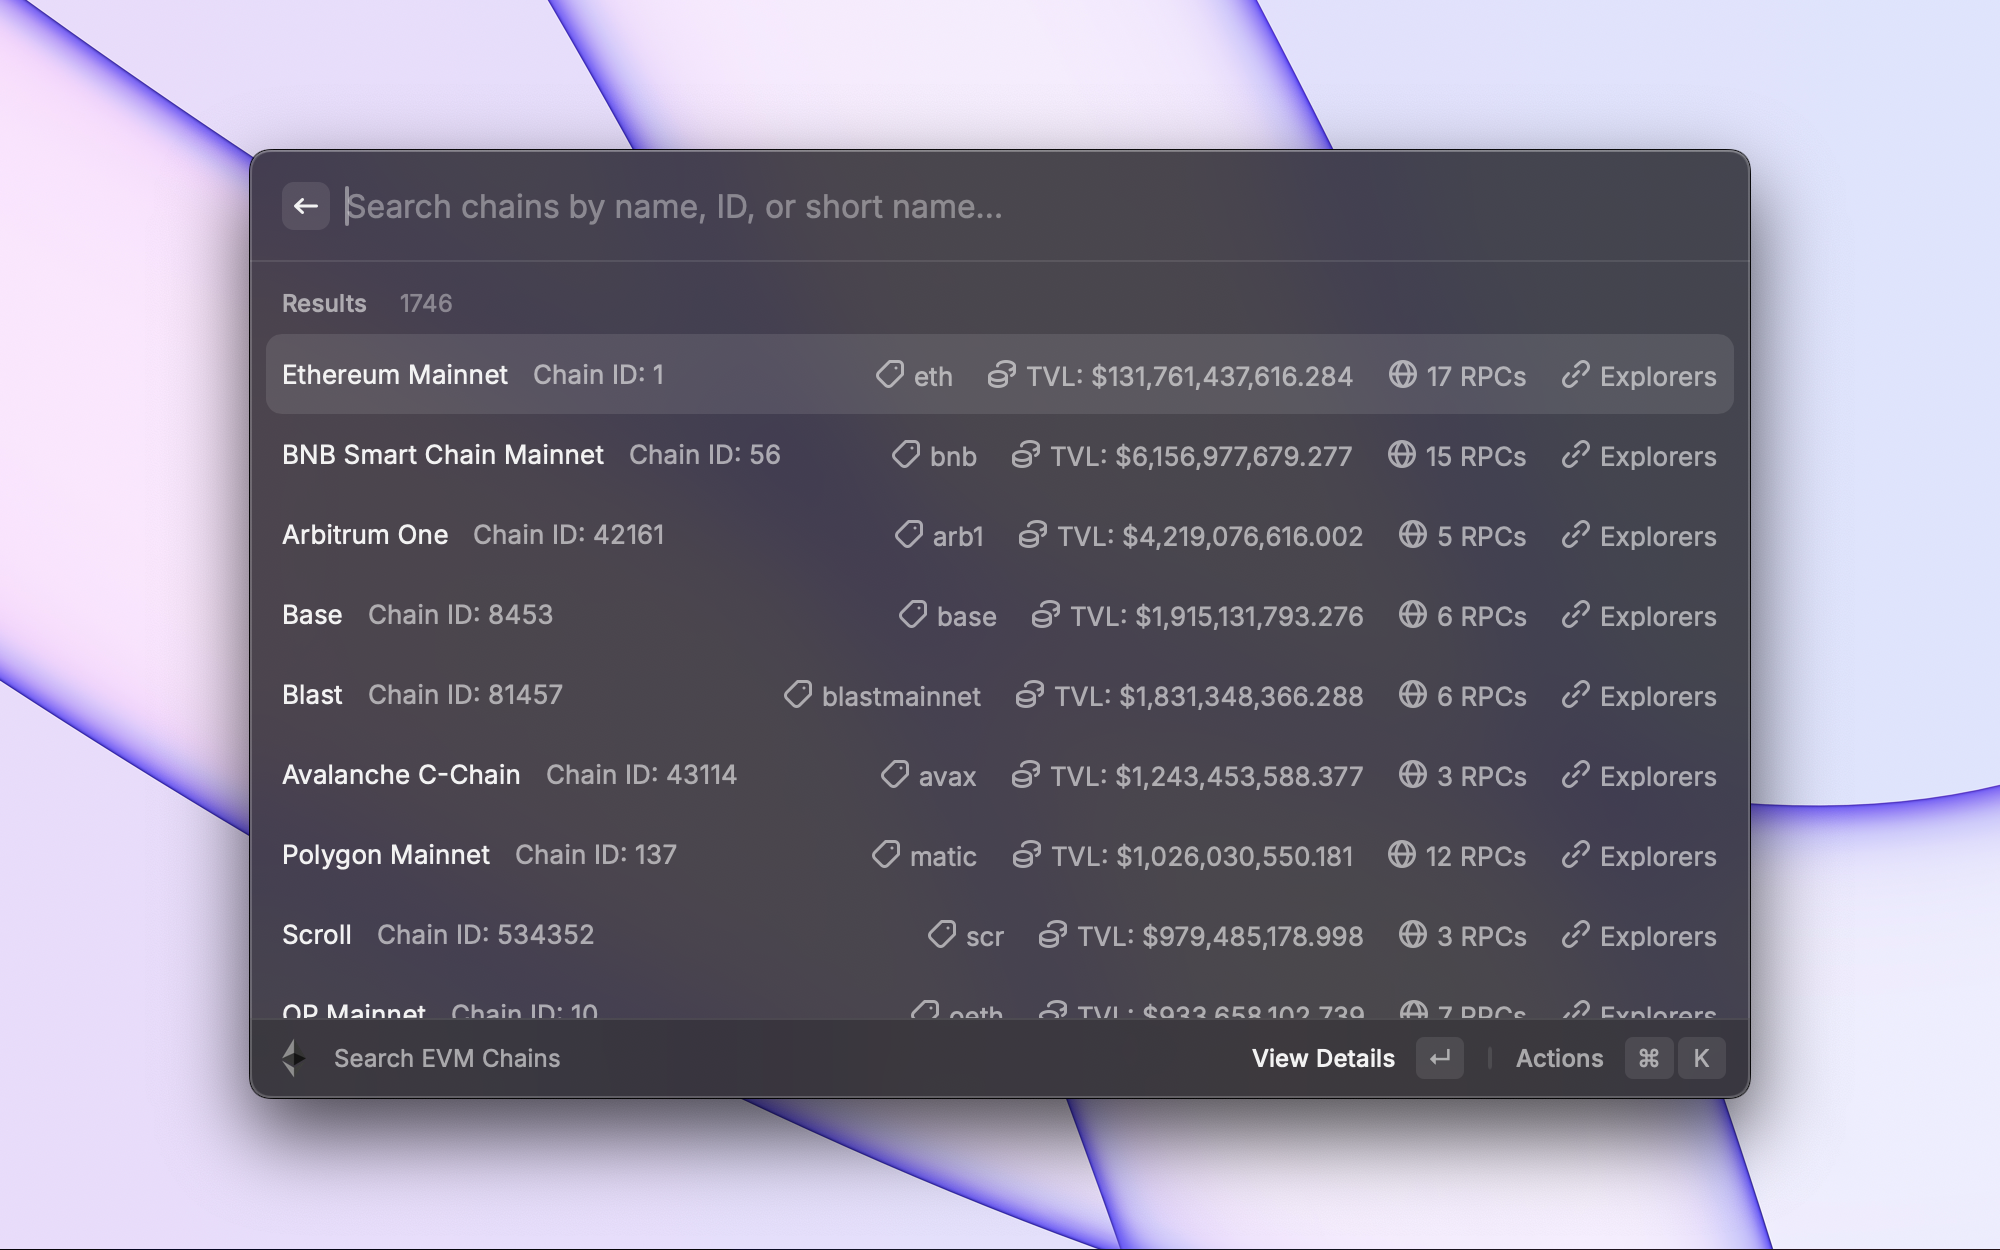 Search chains by name, ID, or short name...
Results 1746
Ethereum Mainnet Chain ID: 1 eth TVL: $131,761,437,616.284 17 RPCs Explorers
BNB Smart Chain Mainnet Chain ID: 56 bnb TVL: $6,156,977,679.277 15 RPCs Explorers
Arbitrum One Chain ID: 42161 arb1 TVL: $4,219,076,616.002 5 RPCs Explorers
Base Chain ID: 8453 base TVL: $1,915,131,793.276 6 RPCs Explorers
Blast Chain ID: 81457 blastmainnet TVL: $1,831,348,366.288 6 RPCs Explorers
Avalanche C-Chain Chain ID: 43114 avax TVL: $1,243,453,588.377 3 RPCs Explorers
Polygon Mainnet Chain ID: 137 matic TVL: $1,026,030,550.181 12 RPCs Explorers
Scroll Chain ID: 534352 scr TVL: $979,485,178.998 3 RPCs Explorers
OP Mainnet Chain ID: 10 oeth TVL: $933,658,102.739 7 RPCs Explorers
Search EVM Chains View Details ↵ Actions ⌘ K